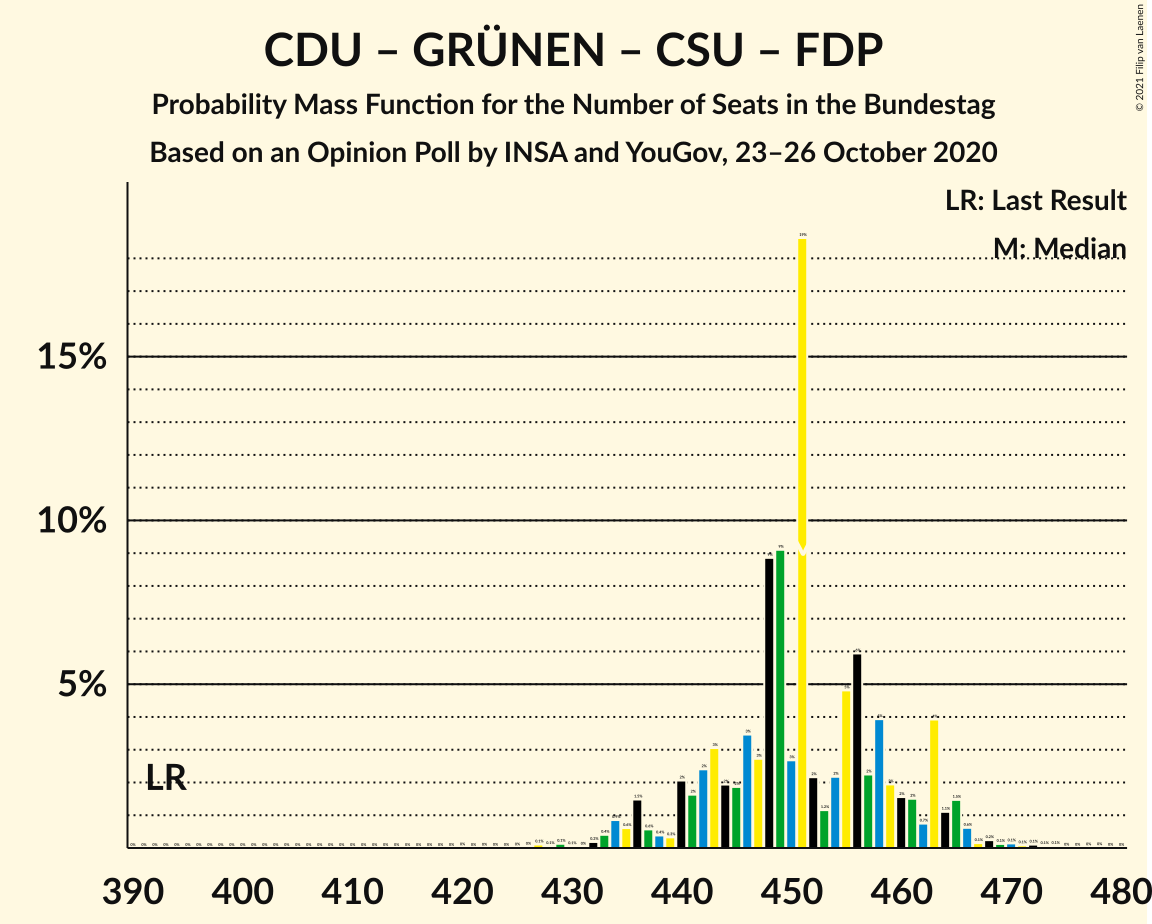 CDU – GRÜNEN – CSU – FDP
Probability Mass Function for the Number of Seats in the Bundestag
Based on an Opinion Poll by INSA and YouGov, 23–26 October 2020
© 2021 Filip van Laenen
LR: Last Result
M: Median
15%
10%
5%
LR
M
390 400 410 420 430 440 450 460 470 480